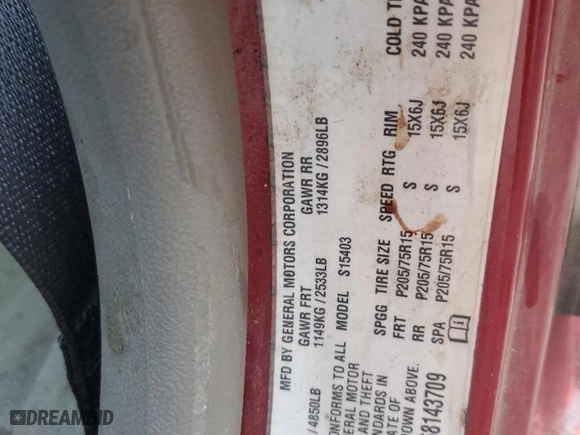 MFD BY GENERAL MOTORS CORPORATION
GAWR FRT GAWR RR
1149KG/2533LB 1314KG/2896LB
/4850LB
MODEL S15403
ONFORMS TO ALL
ERAL MOTOR
AND THEFT
ANDARDS IN
ATE OF
OWN ABOVE.
8143709
SPGG TIRE SIZE SPEED RTG RIM COLD
FRT P205/75R15 S 15X6J 240 KPA
RR P205/75R15 S 15X6J 240 KPA
SPA P205/75R15 S 15X6J 240 KPA
DREAMBID